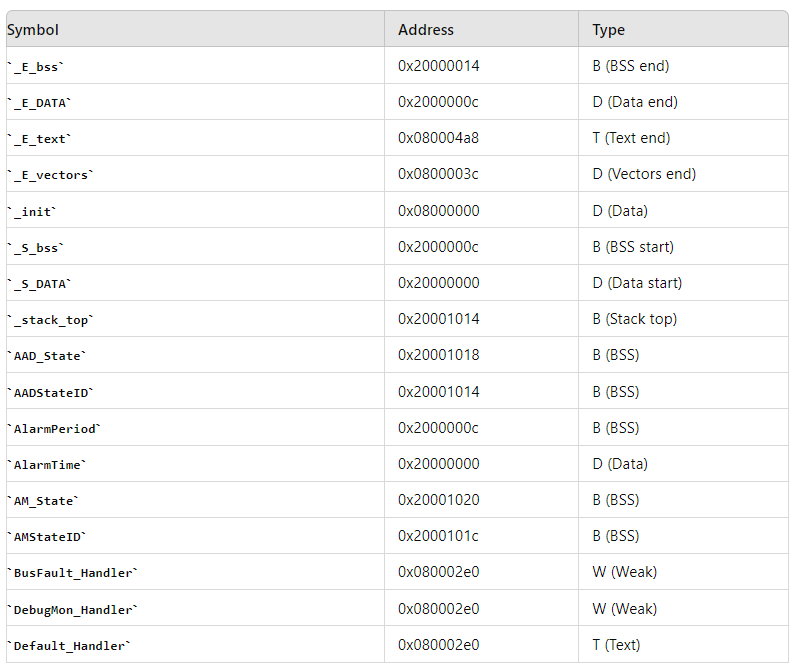 Symbol Address Type
`_E_bss` 0x20000014 B (BSS end)
`_E_DATA` 0x2000000c D (Data end)
`_E_text` 0x080004a8 T (Text end)
`_E_vectors` 0x0800003c D (Vectors end)
`_init` 0x08000000 D (Data)
`_S_bss` 0x2000000c B (BSS start)
`_S_DATA` 0x20000000 D (Data start)
`_stack_top` 0x20001014 B (Stack top)
`AAD_State` 0x20001018 B (BSS)
`AADStateID` 0x20001014 B (BSS)
`AlarmPeriod` 0x2000000c B (BSS)
`AlarmTime` 0x20000000 D (Data)
`AM_State` 0x20001020 B (BSS)
`AMStateID` 0x2000101c B (BSS)
`BusFault_Handler` 0x080002e0 W (Weak)
`DebugMon_Handler` 0x080002e0 W (Weak)
`Default_Handler` 0x080002e0 T (Text)